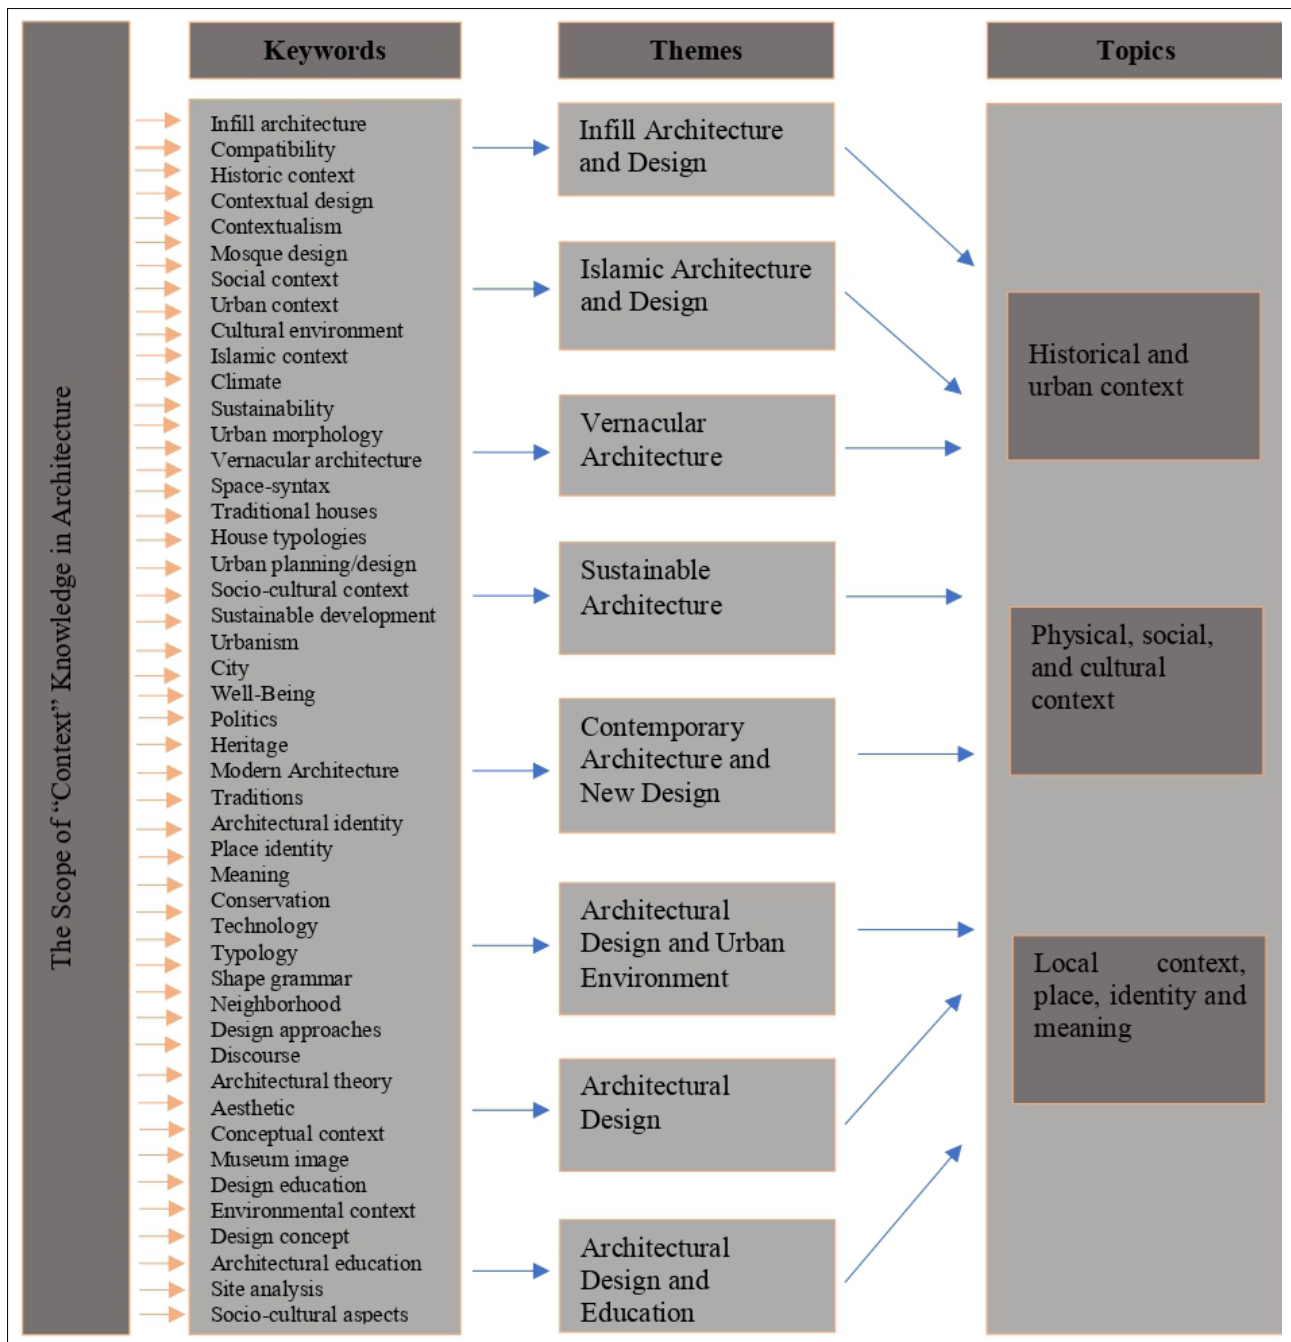 The Scope of “Context” Knowledge in Architecture
Keywords
Infill architecture
Compatibility
Historic context
Contextual design
Contextualism
Mosque design
Social context
Urban context
Cultural environment
Islamic context
Climate
Sustainability
Urban morphology
Vernacular architecture
Space-syntax
Traditional houses
House typologies
Urban planning/design
Socio-cultural context
Sustainable development
Urbanism
City
Well-Being
Politics
Heritage
Modern Architecture
Traditions
Architectural identity
Place identity
Meaning
Conservation
Technology
Typology
Shape grammar
Neighborhood
Design approaches
Discourse
Architectural theory
Aesthetic
Conceptual context
Museum image
Design education
Environmental context
Design concept
Architectural education
Site analysis
Socio-cultural aspects
Themes
Infill Architecture
and Design
Islamic Architecture
and Design
Vernacular
Architecture
Sustainable
Architecture
Contemporary
Architecture and
New Design
Architectural
Design and Urban
Environment
Architectural
Design
Architectural
Design and
Education
Topics
Historical and
urban context
Physical, social,
and cultural
context
Local context,
place, identity and
meaning